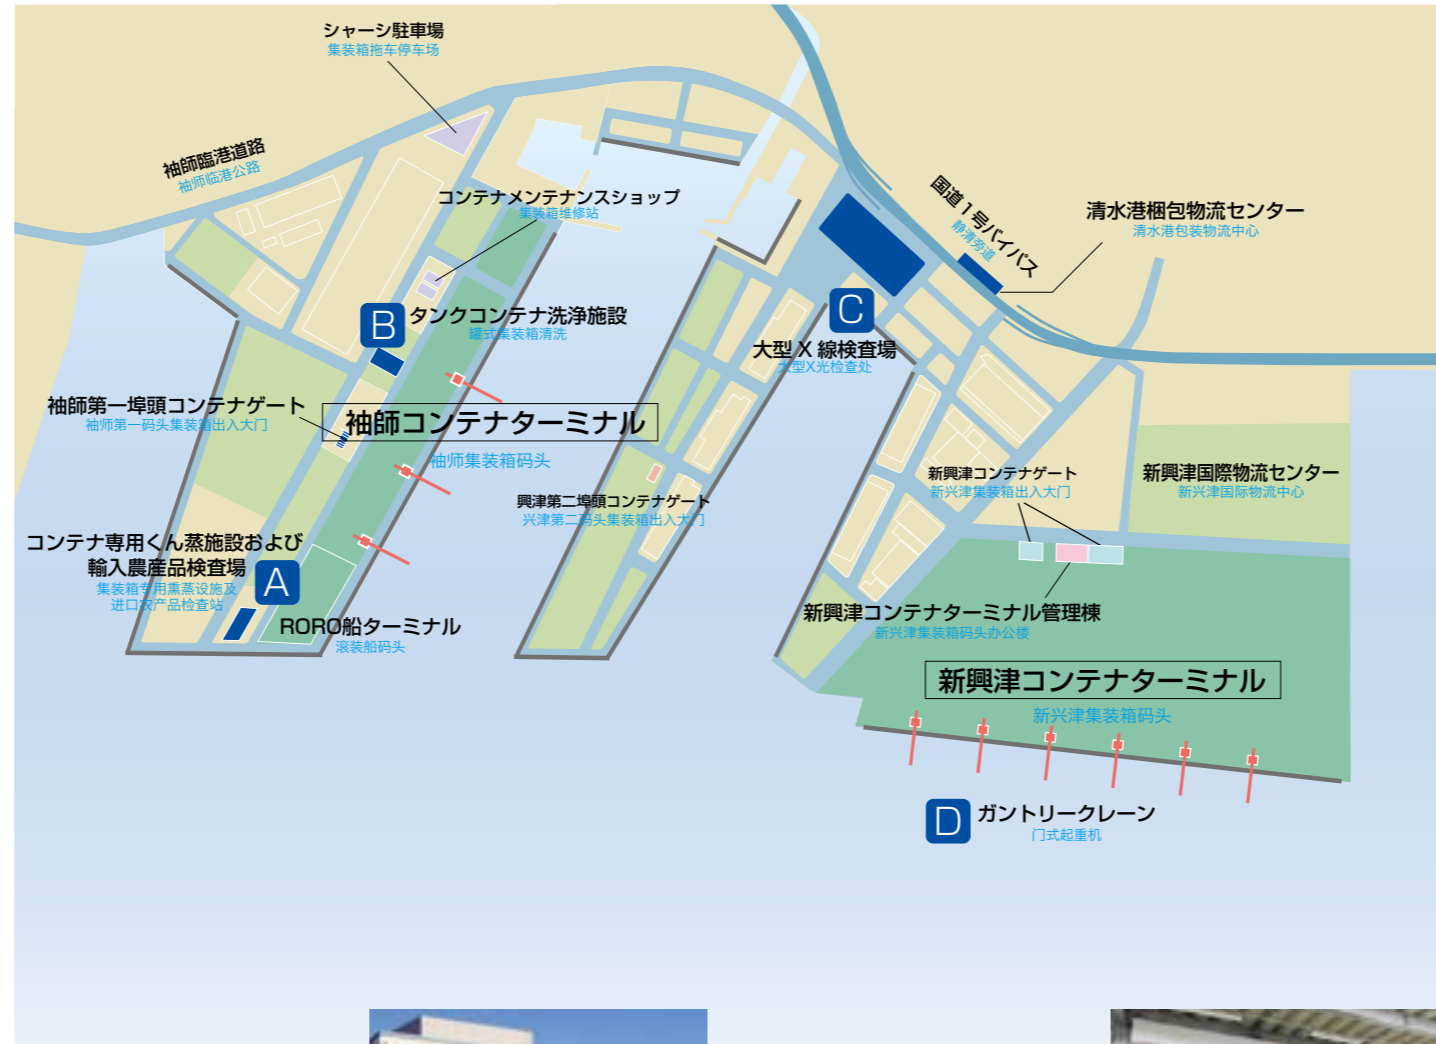 シャーシ駐車場
集装箱拖车停车场
袖師臨港道路
袖师临港公路
コンテナメンテナンスショップ
集装箱维修站
国道1号バイパス
静清旁道
清水港梱包物流センター
清水港包装物流中心
B
タンクコンテナ洗浄施設
罐式集装箱清洗
C
大型X線検査場
大型X光检查处
袖師第一埠頭コンテナゲート
袖师第一码头集装箱出入大门
袖師コンテナターミナル
袖师集装箱码头
興津第二埠頭コンテナゲート
兴津第二码头集装箱出入大门
新興津コンテナゲート
新兴津集装箱出入大门
新興津国際物流センター
新兴津国际物流中心
コンテナ専用くん蒸施設および
輸入農産品検査場
集装箱专用熏蒸设施及
进口农产品检查站
A
RORO船ターミナル
滚装船码头
新興津コンテナターミナル管理棟
新兴津集装箱码头办公楼
新興津コンテナターミナル
新兴津集装箱码头
D
ガントリークレーン
门式起重机